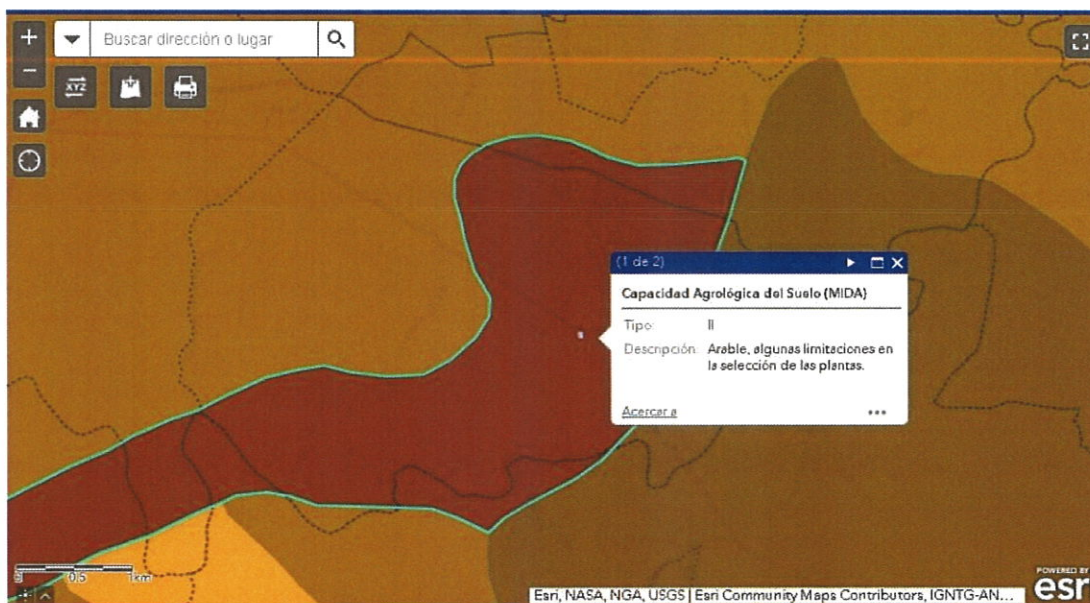 Buscar dirección o lugar
XYZ
(1 de 2)
Capacidad Agrológica del Suelo (MIDA)
Tipo: II
Descripción: Arable, algunas limitaciones en
la selección de las plantas.
Acercar a
0 0,5 1km
Esri, NASA, NGA, USGS | Esri Community Maps Contributors, IGNTG-AN...
POWERED BY
esri